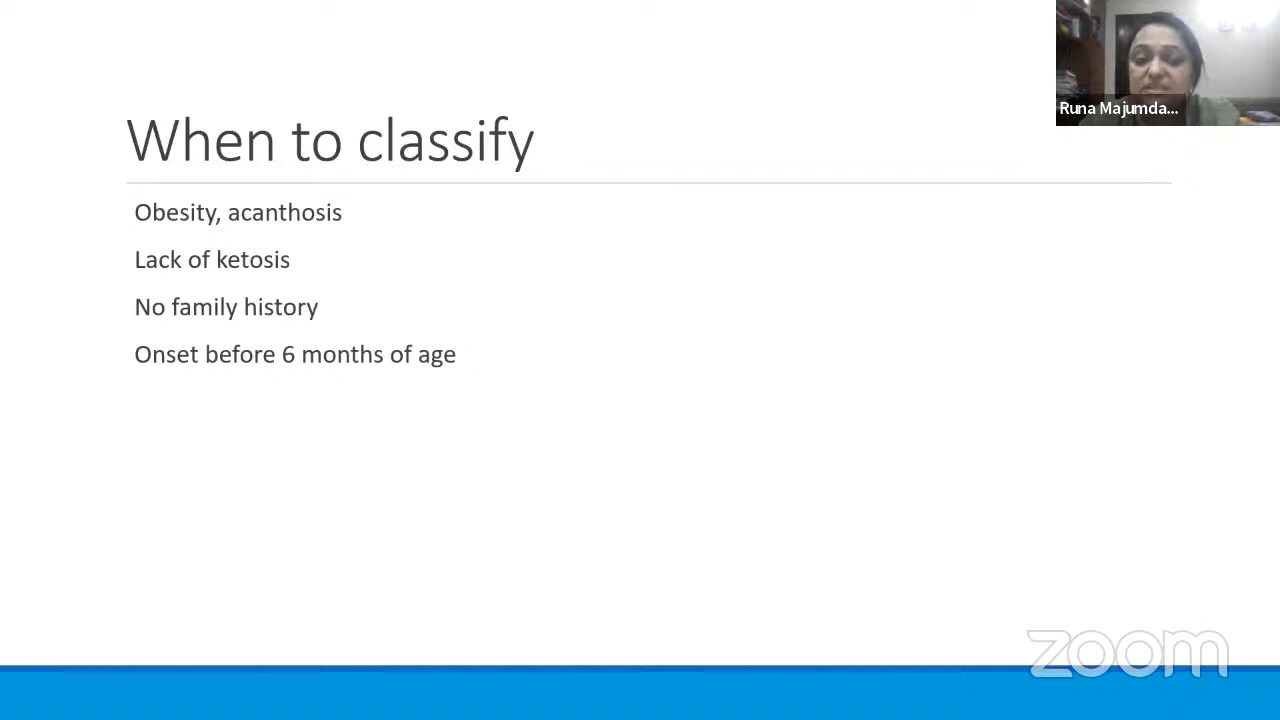 Runa Majumda...
When to classify
Obesity, acanthosis
Lack of ketosis
No family history
Onset before 6 months of age
zoom